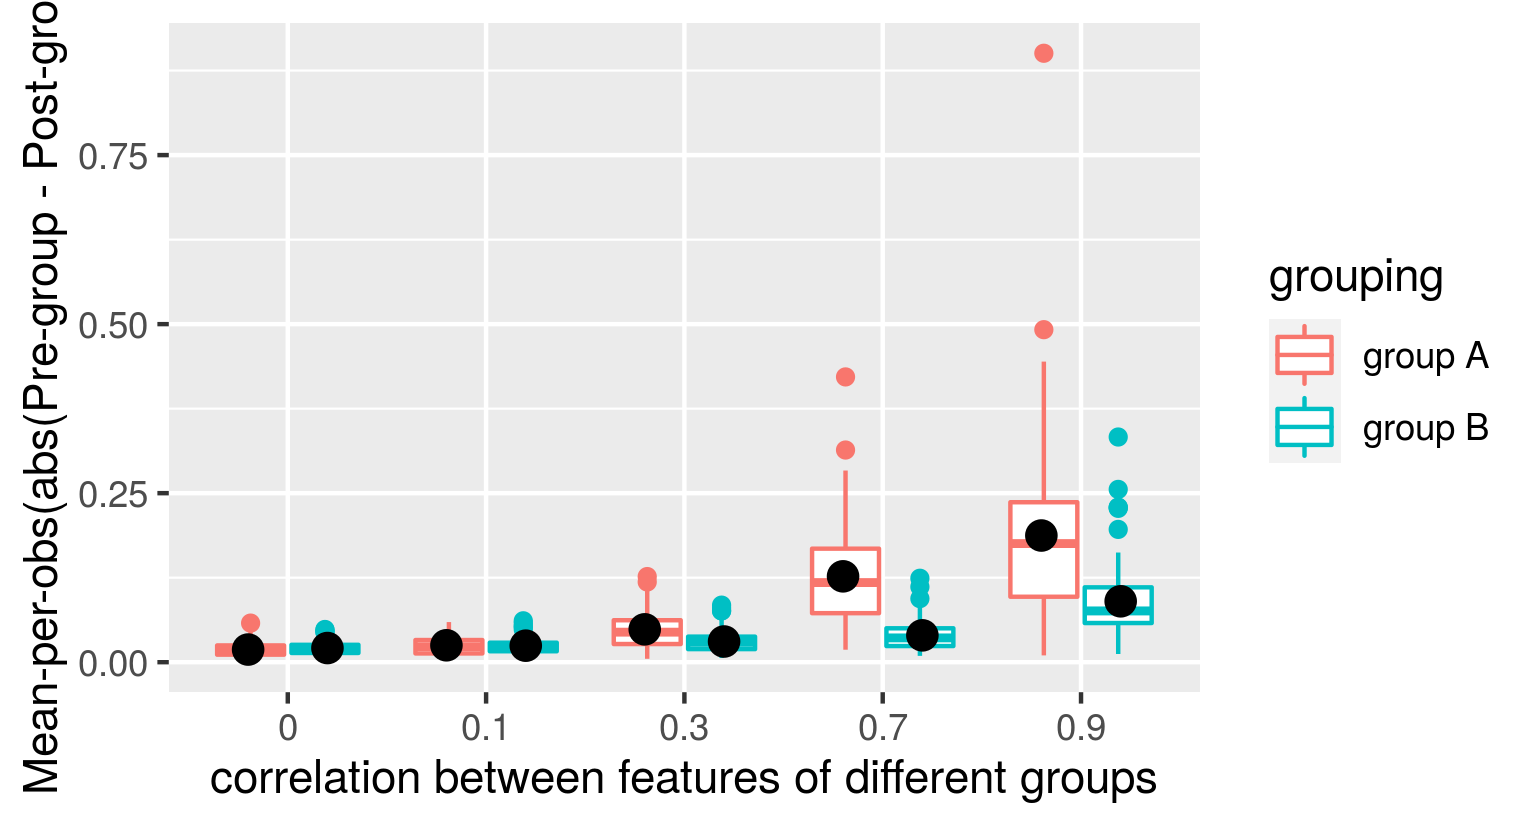 Mean-per-obs(abs(Pre-group - Post-gro
0.75
0.50
0.25
0.00
0 0.1 0.3 0.7 0.9
correlation between features of different groups
grouping
group A
group B